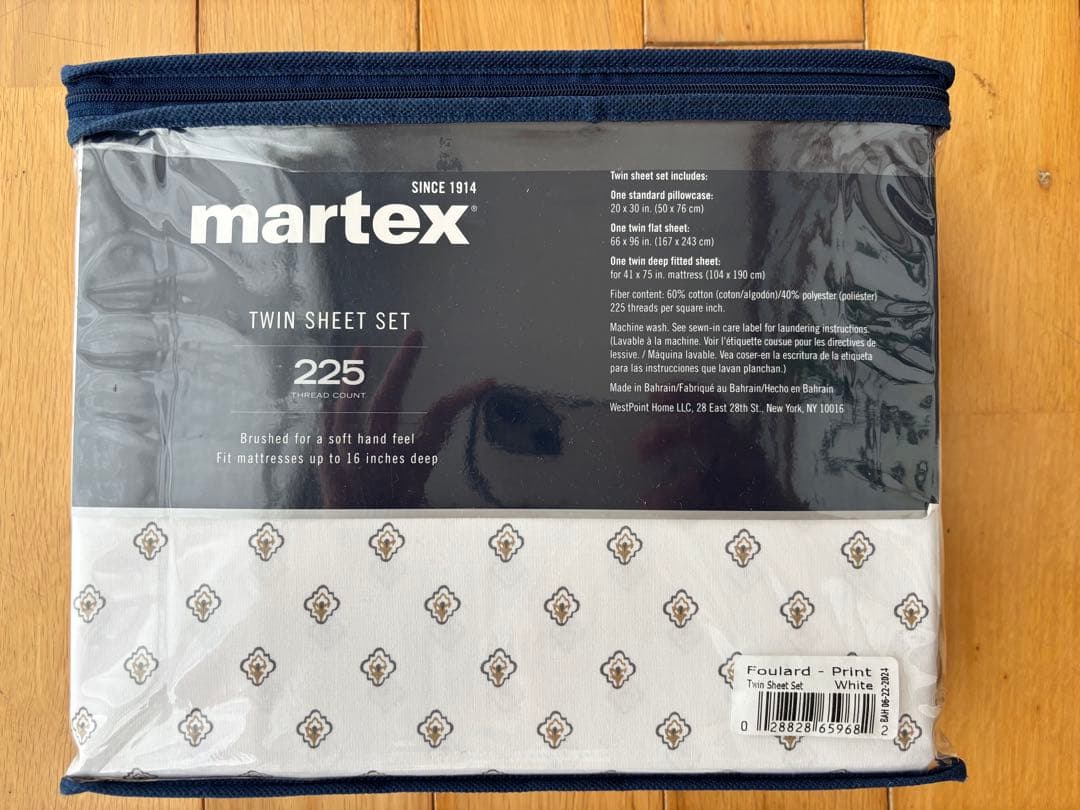 SINCE 1914
martex®
TWIN SHEET SET
225
THREAD COUNT
Brushed for a soft hand feel
Fit mattresses up to 16 inches deep
Twin sheet set includes:
One standard pillowcase:
20 x 30 in. (50 x 76 cm)
One twin flat sheet:
66 x 96 in. (167 x 243 cm)
One twin deep fitted sheet:
for 41 x 75 in. mattress (104 x 190 cm)
Fiber content: 60% cotton (coton/algodón)/40% polyester (poliéster)
225 threads per square inch.
Machine wash. See sewn-in care label for laundering instructions.
(Lavable à la machine. Voir l'étiquette cousue pour les directives de
lessive. / Máquina lavable. Vea coser-en la escritura de la etiqueta
para las instrucciones que lavan planchan.)
Made in Bahrain/Fabriqué au Bahrain/Hecho en Bahrain
WestPoint Home LLC, 28 East 28th St., New York, NY 10016
Foulard - Print
Twin Sheet Set White
0 28828 65968 2
BAH 06-22-2024